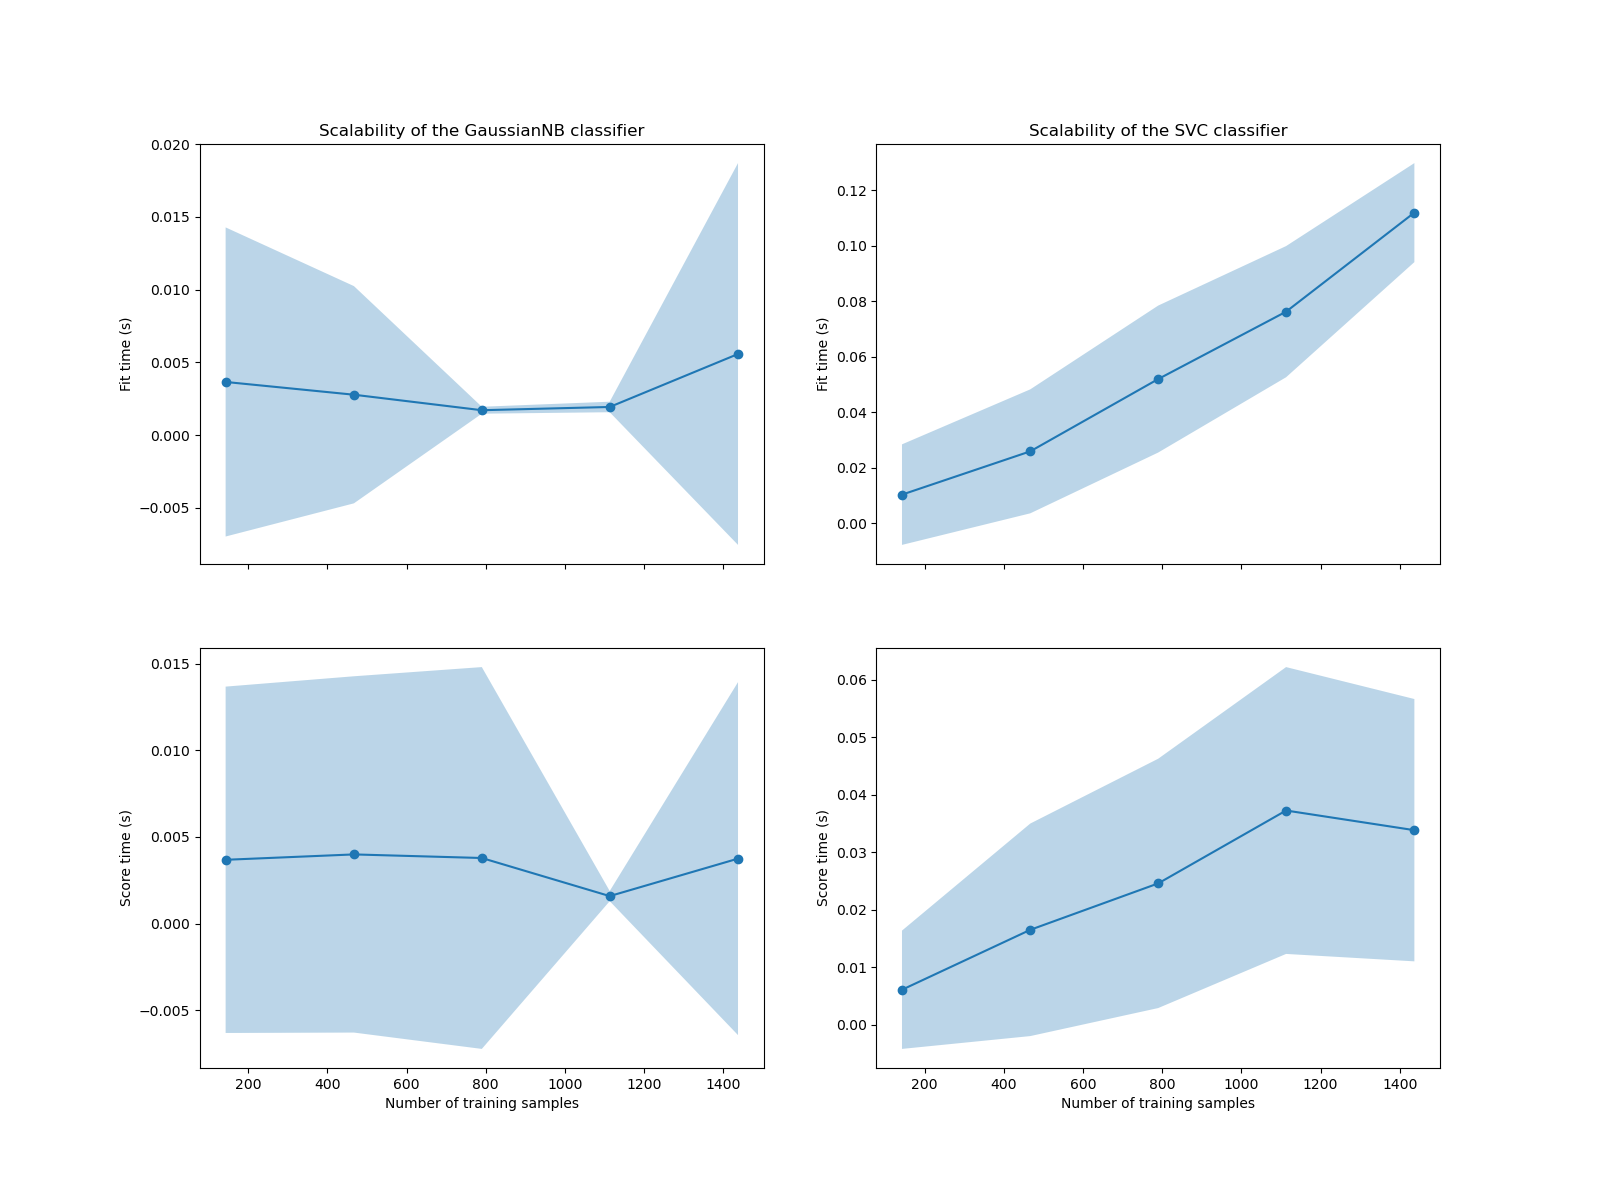 Scalability of the GaussianNB classifier
0.020
0.015
0.010
0.005
0.000
−0.005
Fit time (s)
Scalability of the SVC classifier
0.12
0.10
0.08
0.06
0.04
0.02
0.00
Fit time (s)
0.015
0.010
0.005
0.000
−0.005
Score time (s)
200 400 600 800 1000 1200 1400
Number of training samples
0.06
0.05
0.04
0.03
0.02
0.01
0.00
Score time (s)
200 400 600 800 1000 1200 1400
Number of training samples